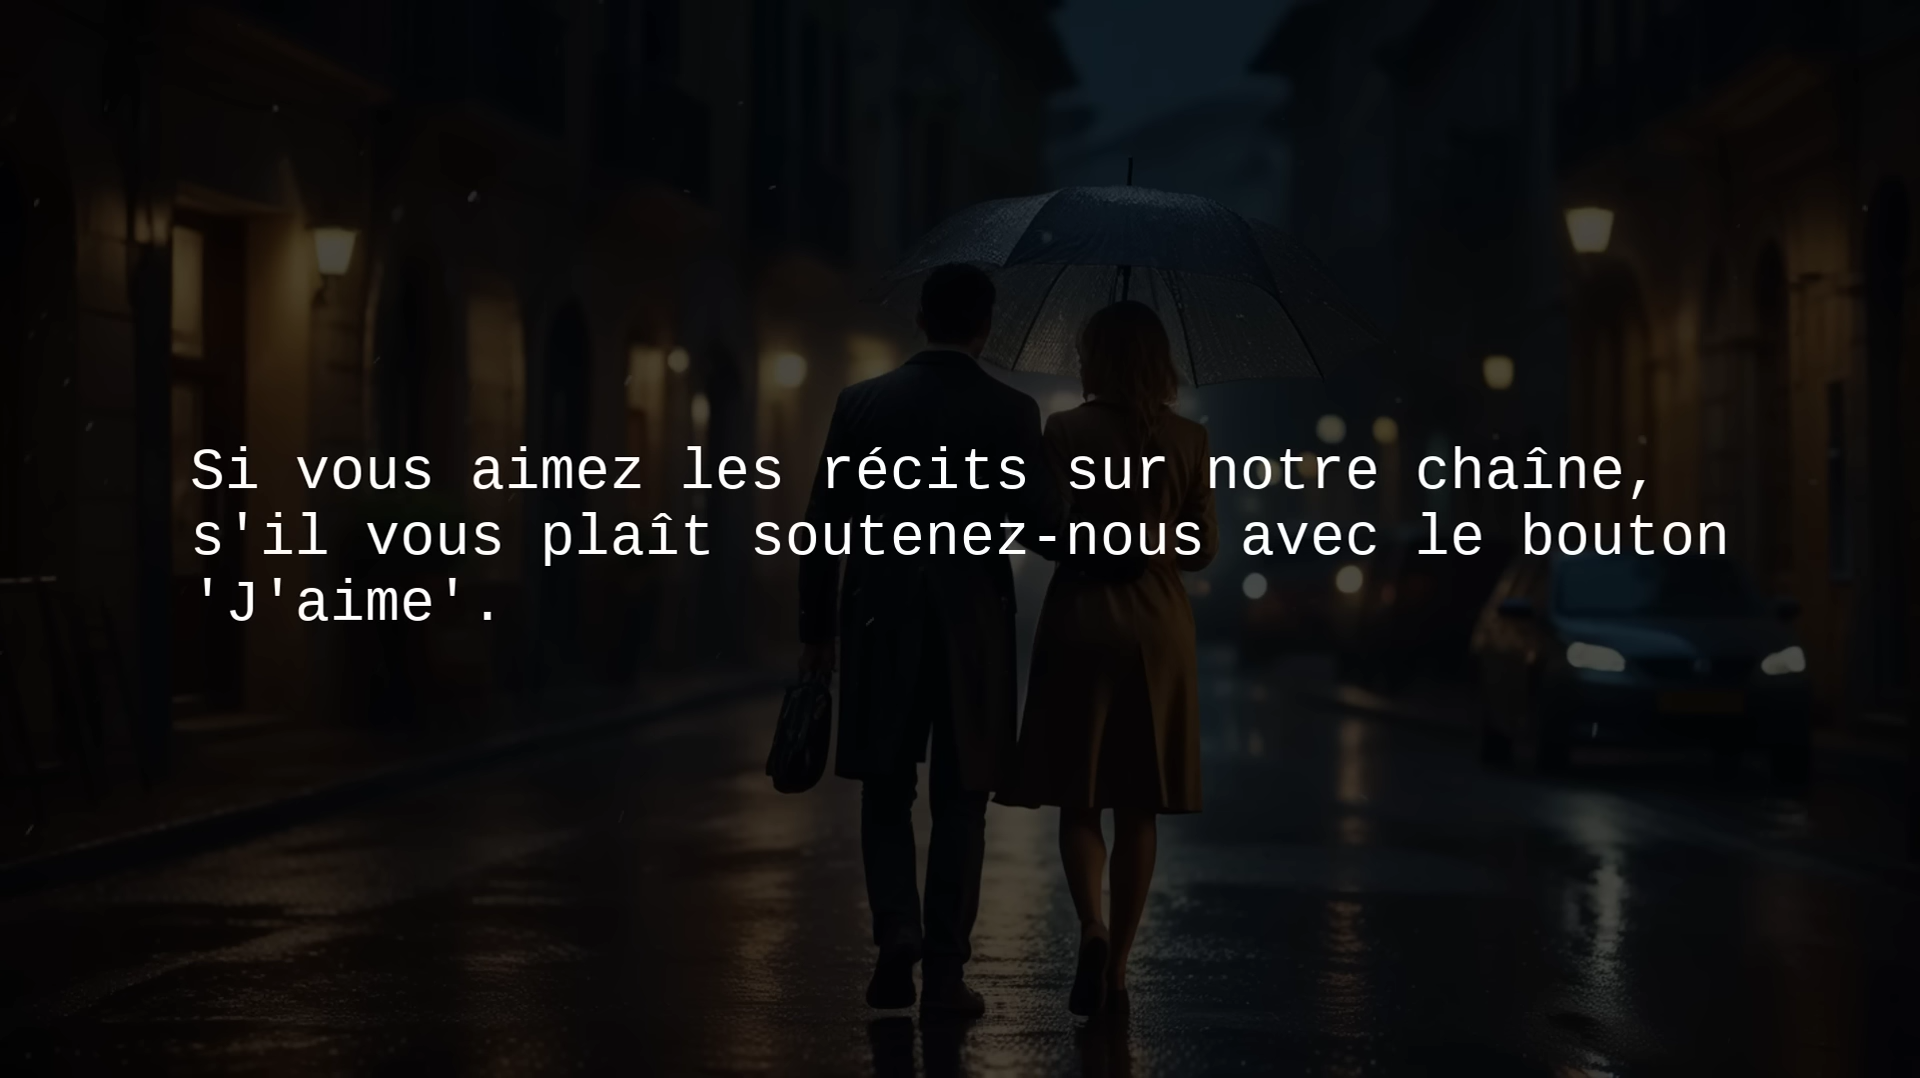 Si vous aimez les récits sur notre chaîne,
s'il vous plaît soutenez-nous avec le bouton
'J'aime'.